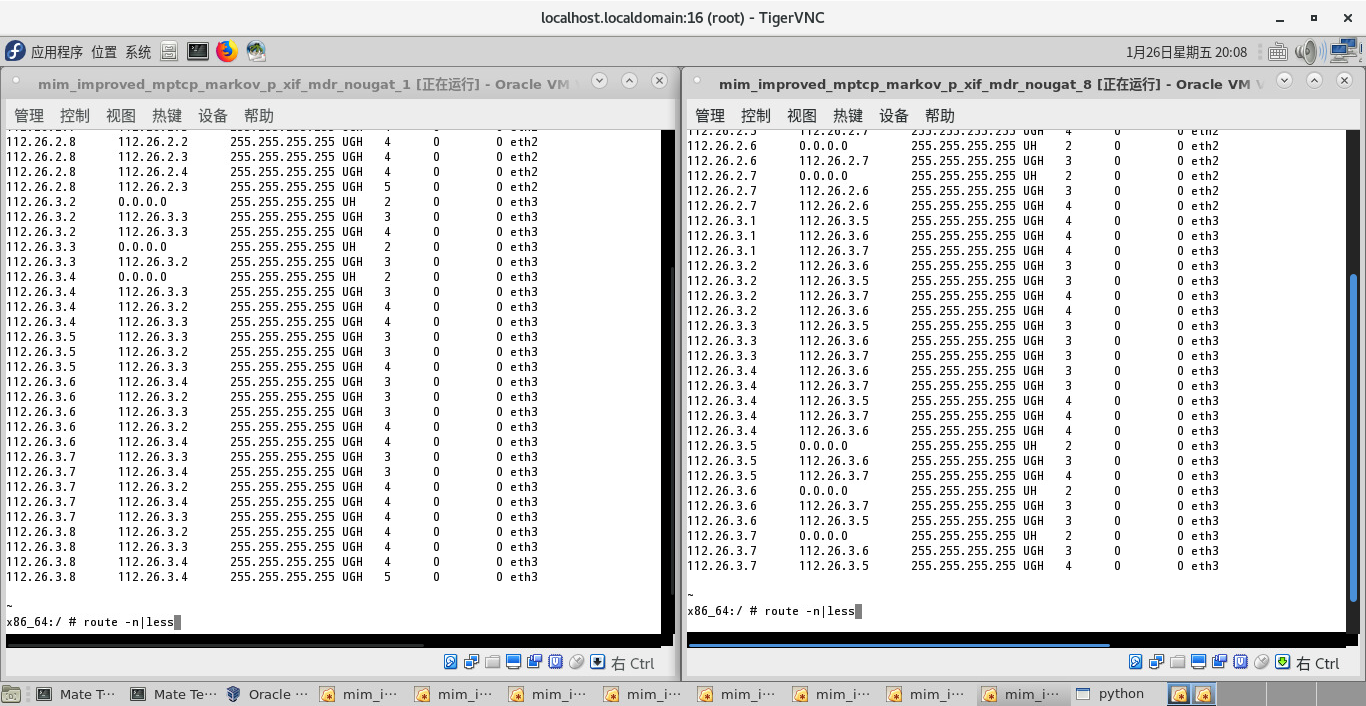 localhost.localdomain:16 (root) - TigerVNC
应用程序 位置 系统
1月26日星期五 20:08
mim_improved_mptcp_markov_p_xif_mdr_nougat_1 [正在运行] - Oracle VM
管理 控制 视图 热键 设备 帮助
112.26.2.8 112.26.2.2 255.255.255.255 UGH 4 0 0 eth2
112.26.2.8 112.26.2.3 255.255.255.255 UGH 4 0 0 eth2
112.26.2.8 112.26.2.4 255.255.255.255 UGH 4 0 0 eth2
112.26.2.8 112.26.2.3 255.255.255.255 UGH 5 0 0 eth2
112.26.3.2 0.0.0.0 255.255.255.255 UH 2 0 0 eth3
112.26.3.2 112.26.3.3 255.255.255.255 UGH 3 0 0 eth3
112.26.3.2 112.26.3.3 255.255.255.255 UGH 4 0 0 eth3
112.26.3.3 0.0.0.0 255.255.255.255 UH 2 0 0 eth3
112.26.3.3 112.26.3.2 255.255.255.255 UGH 3 0 0 eth3
112.26.3.4 0.0.0.0 255.255.255.255 UH 2 0 0 eth3
112.26.3.4 112.26.3.3 255.255.255.255 UGH 3 0 0 eth3
112.26.3.4 112.26.3.2 255.255.255.255 UGH 4 0 0 eth3
112.26.3.4 112.26.3.3 255.255.255.255 UGH 4 0 0 eth3
112.26.3.5 112.26.3.3 255.255.255.255 UGH 3 0 0 eth3
112.26.3.5 112.26.3.2 255.255.255.255 UGH 3 0 0 eth3
112.26.3.5 112.26.3.3 255.255.255.255 UGH 4 0 0 eth3
112.26.3.6 112.26.3.4 255.255.255.255 UGH 3 0 0 eth3
112.26.3.6 112.26.3.2 255.255.255.255 UGH 3 0 0 eth3
112.26.3.6 112.26.3.3 255.255.255.255 UGH 3 0 0 eth3
112.26.3.6 112.26.3.2 255.255.255.255 UGH 4 0 0 eth3
112.26.3.6 112.26.3.4 255.255.255.255 UGH 4 0 0 eth3
112.26.3.7 112.26.3.3 255.255.255.255 UGH 3 0 0 eth3
112.26.3.7 112.26.3.4 255.255.255.255 UGH 3 0 0 eth3
112.26.3.7 112.26.3.2 255.255.255.255 UGH 4 0 0 eth3
112.26.3.7 112.26.3.4 255.255.255.255 UGH 4 0 0 eth3
112.26.3.7 112.26.3.3 255.255.255.255 UGH 4 0 0 eth3
112.26.3.8 112.26.3.2 255.255.255.255 UGH 4 0 0 eth3
112.26.3.8 112.26.3.3 255.255.255.255 UGH 4 0 0 eth3
112.26.3.8 112.26.3.4 255.255.255.255 UGH 4 0 0 eth3
112.26.3.8 112.26.3.4 255.255.255.255 UGH 5 0 0 eth3
~
x86_64:/ # route -n|less
右 Ctrl
mim_improved_mptcp_markov_p_xif_mdr_nougat_8 [正在运行] - Oracle VM
管理 控制 视图 热键 设备 帮助
112.26.2.5 112.26.2.7 255.255.255.255 UGH 4 0 0 eth2
112.26.2.6 0.0.0.0 255.255.255.255 UH 2 0 0 eth2
112.26.2.6 112.26.2.7 255.255.255.255 UGH 3 0 0 eth2
112.26.2.7 0.0.0.0 255.255.255.255 UH 2 0 0 eth2
112.26.2.7 112.26.2.6 255.255.255.255 UGH 3 0 0 eth2
112.26.2.7 112.26.2.6 255.255.255.255 UGH 4 0 0 eth2
112.26.3.1 112.26.3.5 255.255.255.255 UGH 4 0 0 eth3
112.26.3.1 112.26.3.6 255.255.255.255 UGH 4 0 0 eth3
112.26.3.1 112.26.3.7 255.255.255.255 UGH 4 0 0 eth3
112.26.3.2 112.26.3.6 255.255.255.255 UGH 3 0 0 eth3
112.26.3.2 112.26.3.5 255.255.255.255 UGH 3 0 0 eth3
112.26.3.2 112.26.3.7 255.255.255.255 UGH 4 0 0 eth3
112.26.3.2 112.26.3.6 255.255.255.255 UGH 4 0 0 eth3
112.26.3.3 112.26.3.5 255.255.255.255 UGH 3 0 0 eth3
112.26.3.3 112.26.3.6 255.255.255.255 UGH 3 0 0 eth3
112.26.3.3 112.26.3.7 255.255.255.255 UGH 3 0 0 eth3
112.26.3.4 112.26.3.6 255.255.255.255 UGH 3 0 0 eth3
112.26.3.4 112.26.3.7 255.255.255.255 UGH 3 0 0 eth3
112.26.3.4 112.26.3.5 255.255.255.255 UGH 4 0 0 eth3
112.26.3.4 112.26.3.7 255.255.255.255 UGH 4 0 0 eth3
112.26.3.4 112.26.3.6 255.255.255.255 UGH 4 0 0 eth3
112.26.3.5 0.0.0.0 255.255.255.255 UH 2 0 0 eth3
112.26.3.5 112.26.3.6 255.255.255.255 UGH 3 0 0 eth3
112.26.3.5 112.26.3.7 255.255.255.255 UGH 4 0 0 eth3
112.26.3.6 0.0.0.0 255.255.255.255 UH 2 0 0 eth3
112.26.3.6 112.26.3.7 255.255.255.255 UGH 3 0 0 eth3
112.26.3.6 112.26.3.5 255.255.255.255 UGH 3 0 0 eth3
112.26.3.7 0.0.0.0 255.255.255.255 UH 2 0 0 eth3
112.26.3.7 112.26.3.6 255.255.255.255 UGH 3 0 0 eth3
112.26.3.7 112.26.3.5 255.255.255.255 UGH 4 0 0 eth3
~
x86_64:/ # route -n|less
右 Ctrl
Mate T⋯ Mate Te⋯ Oracle ⋯ mim_i⋯ mim_i⋯ mim_i⋯ mim_i⋯ mim_i⋯ mim_i⋯ mim_i⋯ mim_i⋯ python